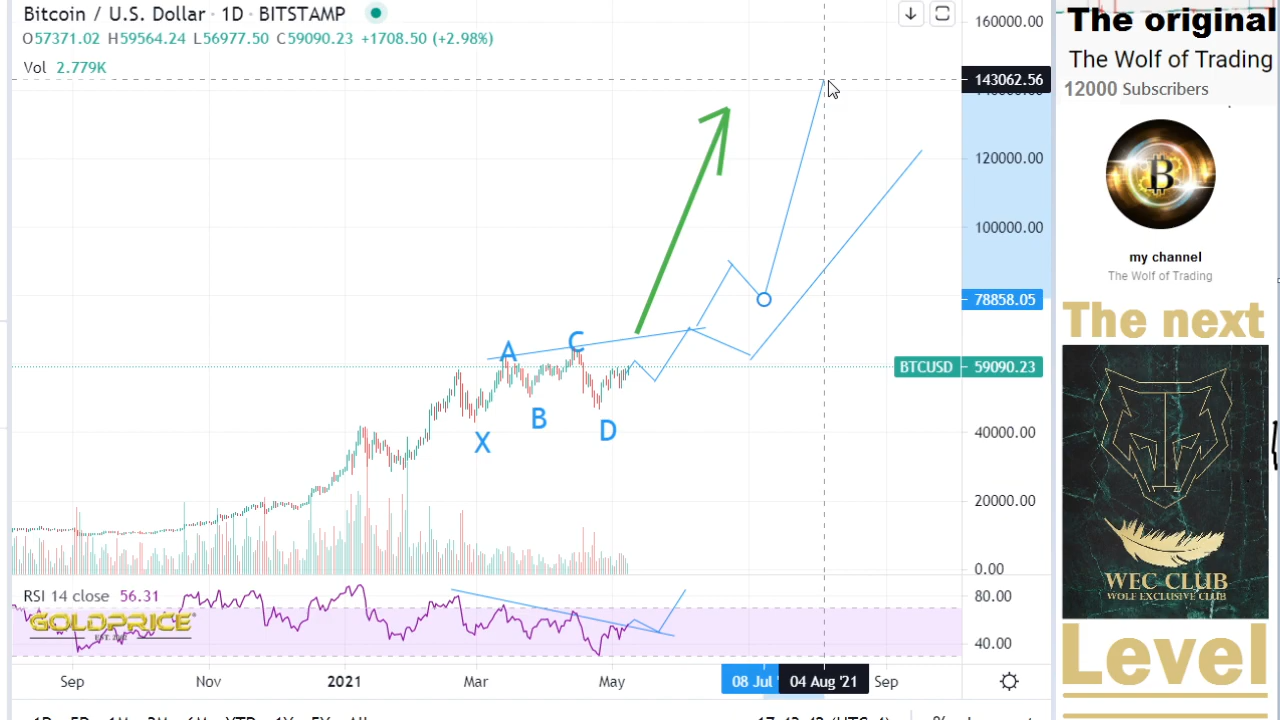 Bitcoin / U.S. Dollar · 1D · BITSTAMP
O57371.02 H59564.24 L56977.50 C59090.23 +1708.50 (+2.98%)
Vol 2.779K
160000.00
143062.56
120000.00
100000.00
78858.05
BTCUSD 59090.23
40000.00
20000.00
0.00
A
C
B
X
D
RSI 14 close 56.31
80.00
40.00
GOLDPRICE
EST. 202
Sep
Nov
2021
Mar
May
08 Jul '
04 Aug '21
Sep
The original
The Wolf of Trading
12000 Subscribers
B
my channel
The Wolf of Trading
The next
WEC CLUB
WOLF EXCLUSIVE CLUB
Level